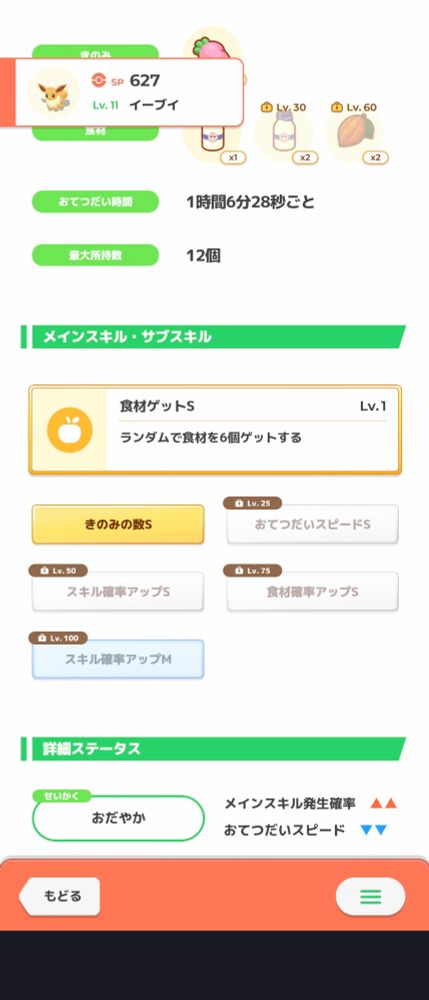 きのみ
SP 627
Lv.11 イーブイ
食材
Lv.30
Lv.60
x1
x2
x2
おてつだい時間
1時間6分28秒ごと
最大所持数
12個
メインスキル・サブスキル
食材ゲットS
Lv.1
ランダムで食材を6個ゲットする
きのみの数S
Lv.25
おてつだいスピードS
Lv.50
スキル確率アップS
Lv.75
食材確率アップS
Lv.100
スキル確率アップM
詳細ステータス
せいかく
おだやか
メインスキル発生確率 ▲▲
おてつだいスピード ▼▼
もどる